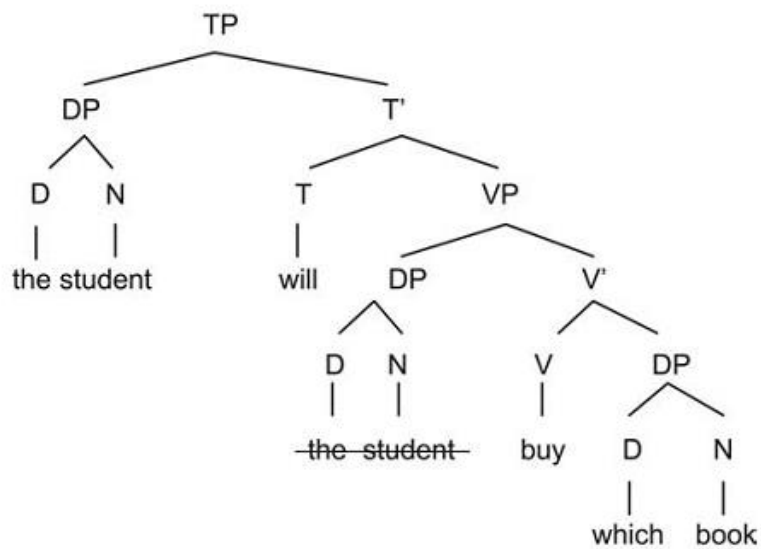 TP
DP T'
D N T VP
the student will DP V'
D N V DP
the student buy D N
which book